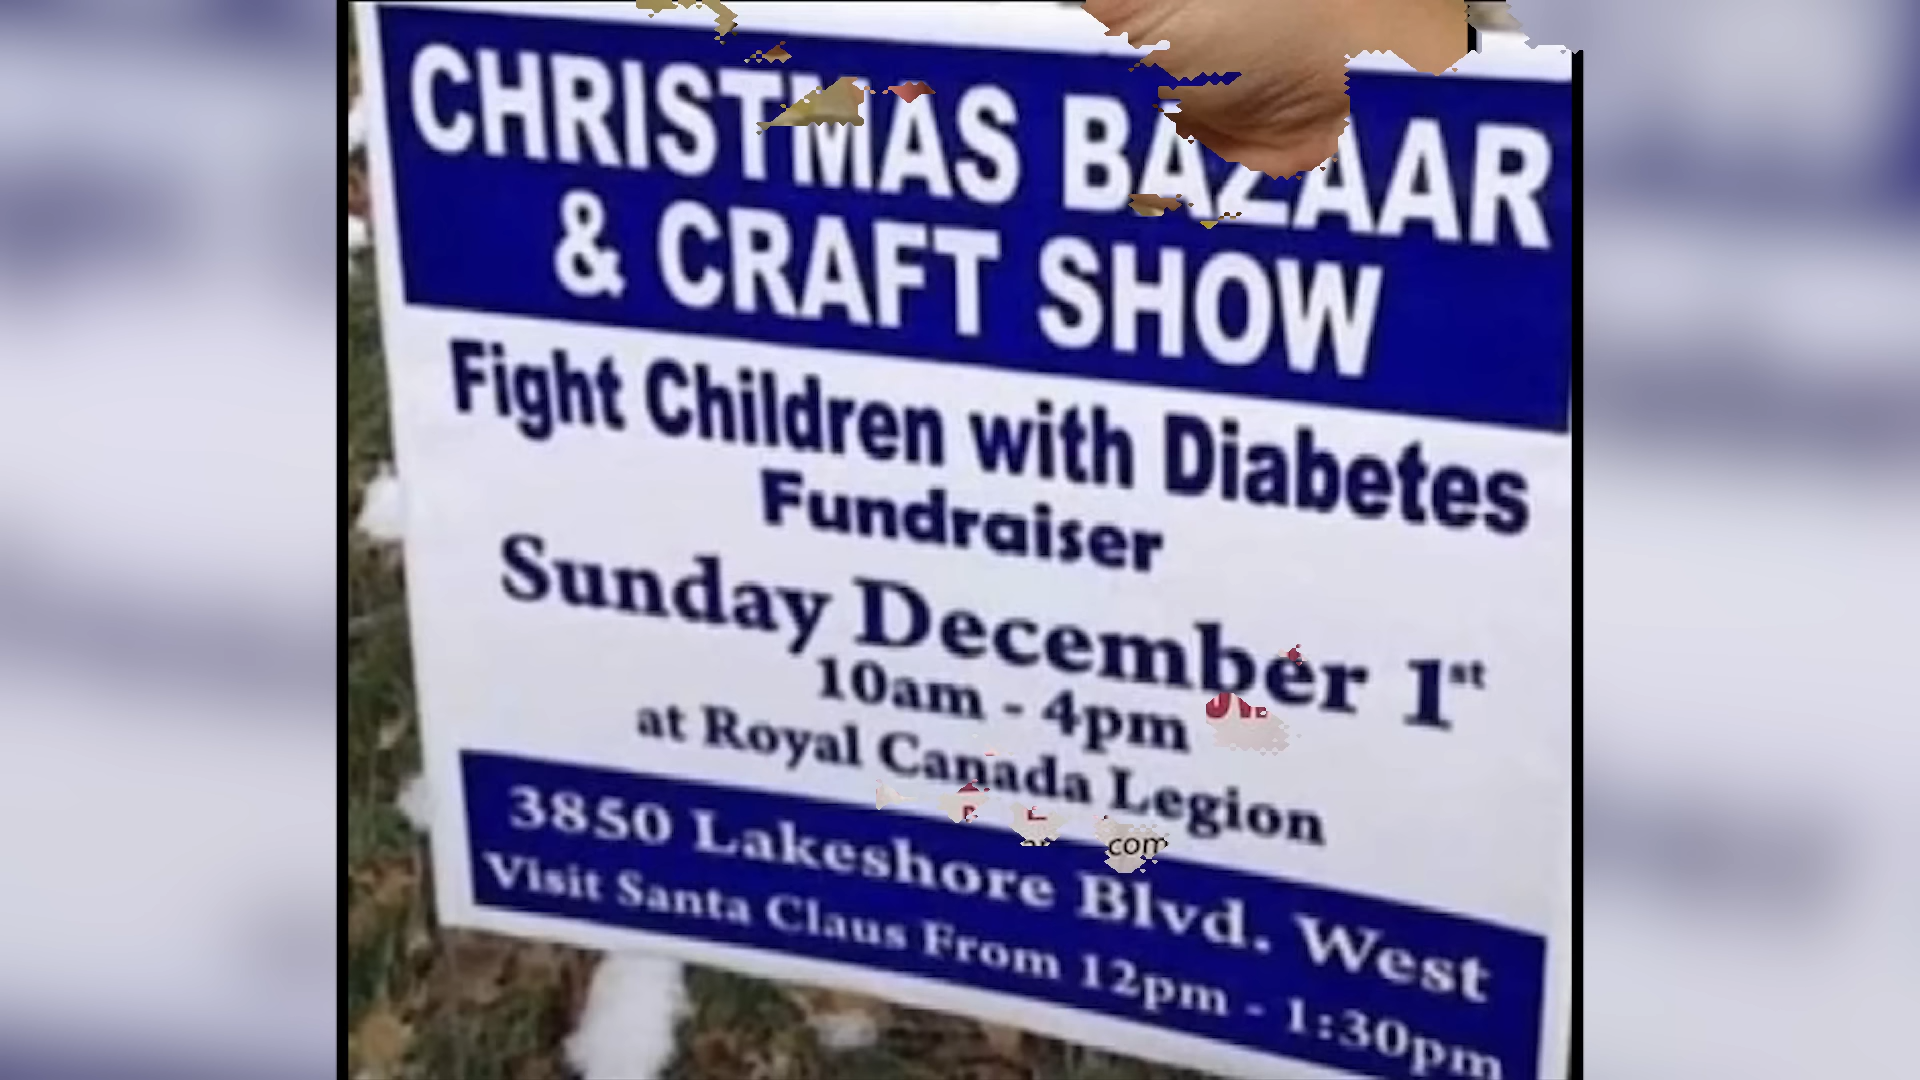 CHRISTMAS BAZAAR
& CRAFT SHOW
Fight Children with Diabetes
Fundraiser
Sunday December 1st
10am - 4pm
at Royal Canada Legion
3850 Lakeshore Blvd. West
Visit Santa Claus From 12pm - 1:30pm
com